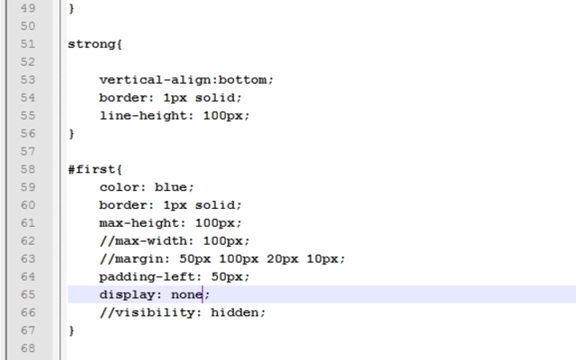 49 }
50
51 strong{
52
53 vertical-align:bottom;
54 border: 1px solid;
55 line-height: 100px;
56 }
57
58 #first{
59 color: blue;
60 border: 1px solid;
61 max-height: 100px;
62 //max-width: 100px;
63 //margin: 50px 100px 20px 10px;
64 padding-left: 50px;
65 display: none;
66 //visibility: hidden;
67 }
68